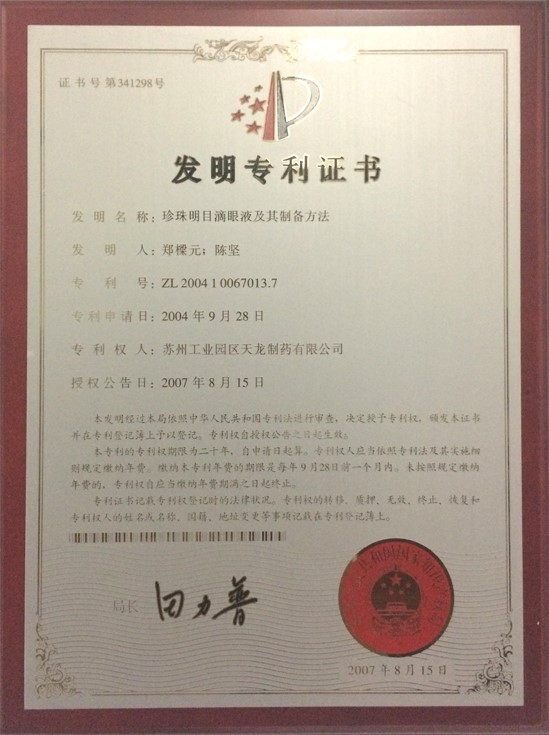 证书号第341298号
发明专利证书
发明名称：珍珠明目滴眼液及其制备方法
发明人：郑樑元；陈坚
专利号：ZL 2004 1 0067013.7
专利申请日：2004年9月28日
专利权人：苏州工业园区天龙制药有限公司
授权公告日：2007年8月15日
本发明经过本局依照中华人民共和国专利法进行审查，决定授予专利权，颁发本证书
并在专利登记簿上予以登记。专利权自授权公告之日起生效。
本专利的专利权期限为二十年，自申请日起算。专利权人应当依照专利法及其实施细
则规定缴纳年费。缴纳本专利年费的期限是每年9月28日前一个月内。未按照规定缴纳
年费的，专利权自应当缴纳年费期满之日起终止。
专利证书记载专利权登记时的法律状况。专利权的转移、质押、无效、终止、恢复和
专利权人的姓名或名称、国籍、地址变更等事项记载在专利登记簿上。
局长 田力普
2007年8月15日